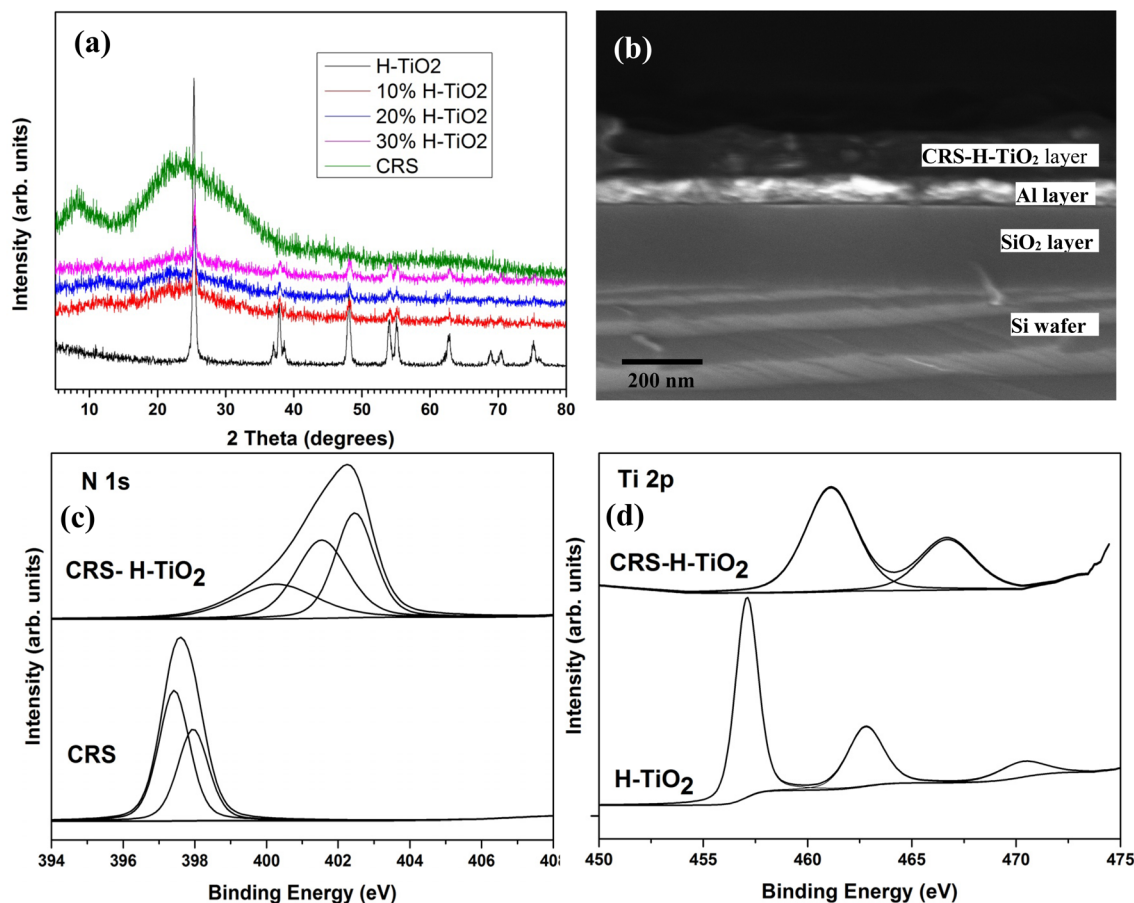 (a)
H-TiO2
10% H-TiO2
20% H-TiO2
30% H-TiO2
CRS
Intensity (arb. units)
10 20 30 40 50 60 70 80
2 Theta (degrees)
(b)
CRS-H-TiO₂ layer
Al layer
SiO₂ layer
Si wafer
200 nm
N 1s
(c)
CRS- H-TiO₂
CRS
Intensity (arb. units)
394 396 398 400 402 404 406 408
Binding Energy (eV)
Ti 2p
(d)
CRS-H-TiO₂
H-TiO₂
Intensity (arb. units)
450 455 460 465 470 475
Binding Energy (eV)